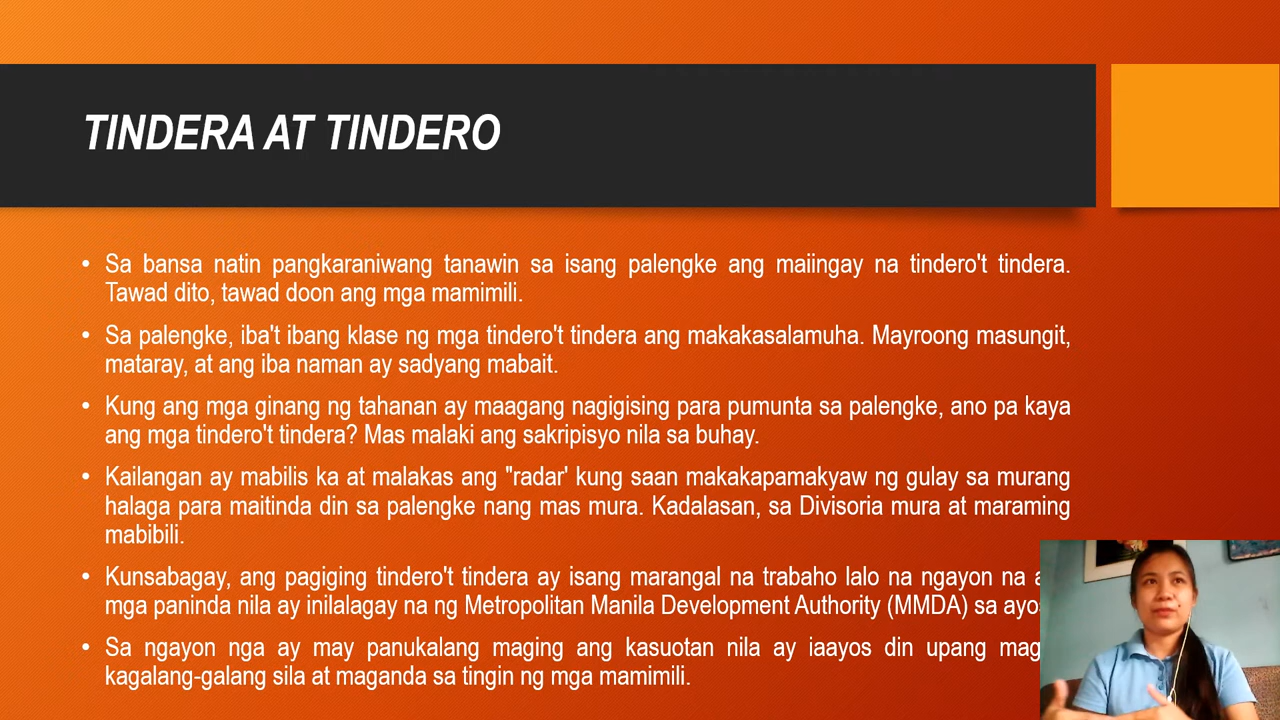 TINDERA AT TINDERO
• Sa bansa natin pangkaraniwang tanawin sa isang palengke ang maiingay na tindero't tindera.
Tawad dito, tawad doon ang mga mamimili.
• Sa palengke, iba't ibang klase ng mga tindero't tindera ang makakasalamuha. Mayroong masungit,
mataray, at ang iba naman ay sadyang mabait.
• Kung ang mga ginang ng tahanan ay maagang nagigising para pumunta sa palengke, ano pa kaya
ang mga tindero't tindera? Mas malaki ang sakripisyo nila sa buhay.
• Kailangan ay mabilis ka at malakas ang "radar' kung saan makakapamakyaw ng gulay sa murang
halaga para maitinda din sa palengke nang mas mura. Kadalasan, sa Divisoria mura at maraming
mabibili.
• Kunsabagay, ang pagiging tindero't tindera ay isang marangal na trabaho lalo na ngayon na
mga paninda nila ay inilalagay na ng Metropolitan Manila Development Authority (MMDA) sa
• Sa ngayon nga ay may panukalang maging ang kasuotan nila ay iaayos din upang
kagalang-galang sila at maganda sa tingin ng mga mamimili.